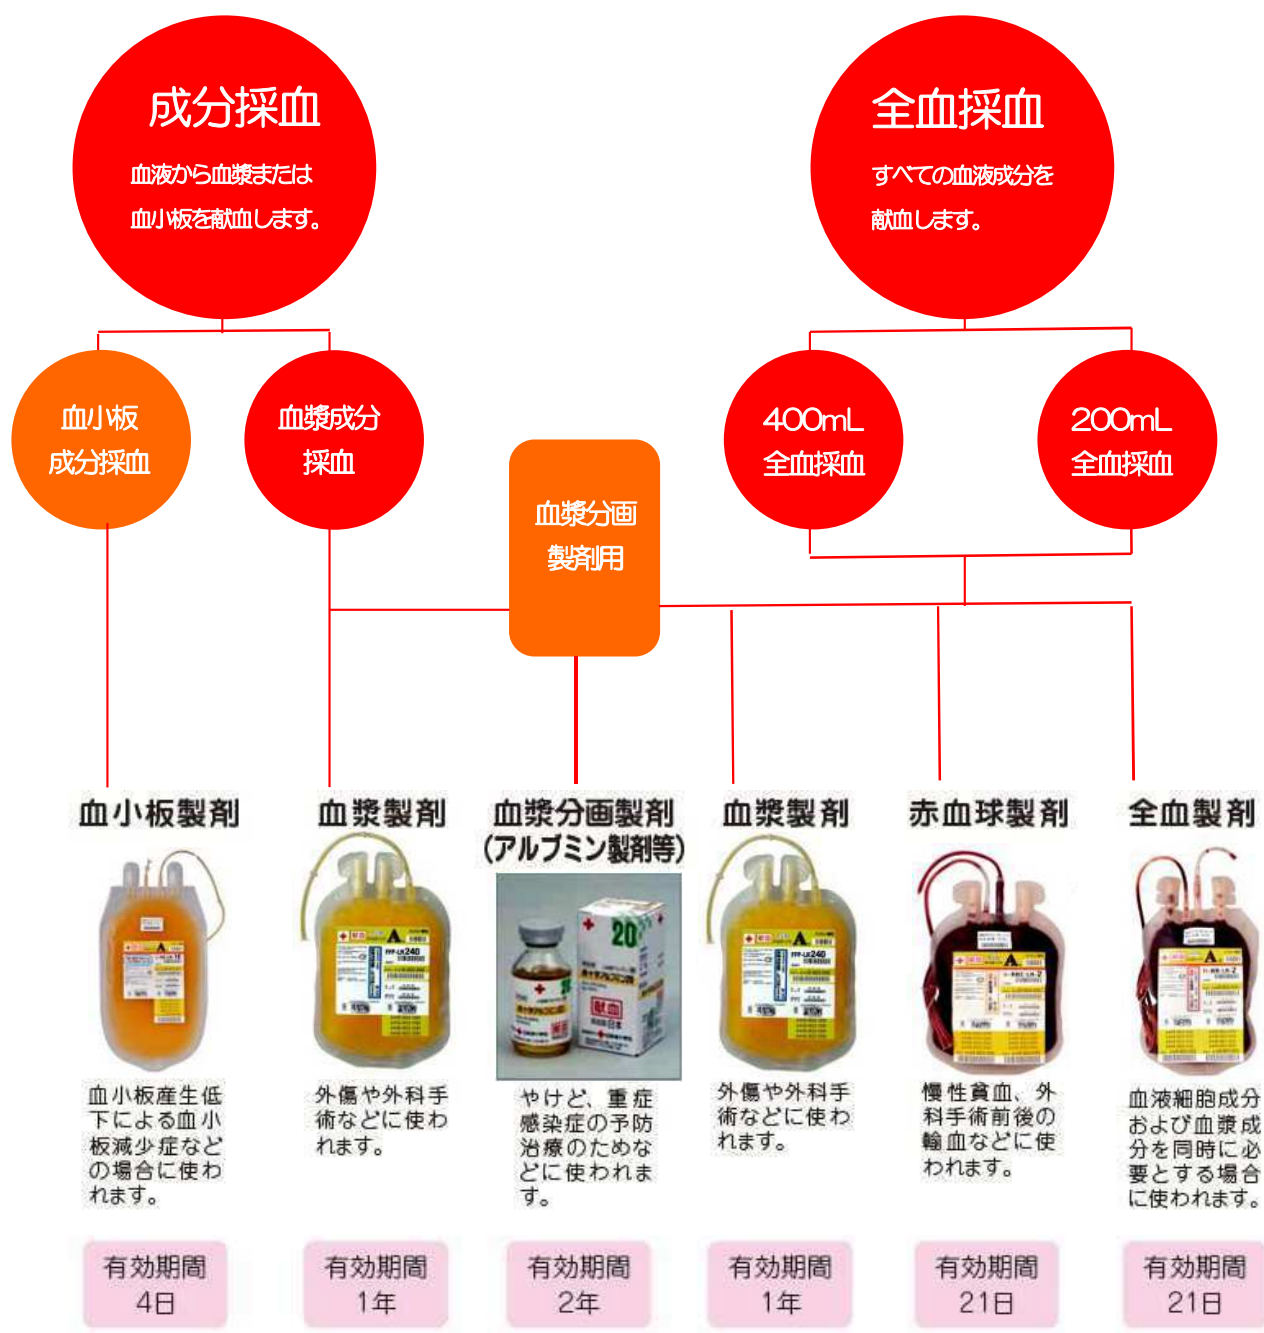 成分採血
血液から血漿または
血小板を献血します。
全血採血
すべての血液成分を
献血します。
血小板
成分採血
血漿成分
採血
血漿分画
製剤用
400mL
全血採血
200mL
全血採血
血小板製剤
血漿製剤
血漿分画製剤
(アルブミン製剤等)
血漿製剤
赤血球製剤
全血製剤
A
献血
A
FFP-LR240
20
献血
日本
献血
A
FFP-LR240
A
A
血小板産生低
下による血小
板減少症など
の場合に使わ
れます。
外傷や外科手
術などに使わ
れます。
やけど、重症
感染症の予防
治療のためな
どに使われま
す。
外傷や外科手
術などに使わ
れます。
慢性貧血、外
科手術前後の
輸血などに使
われます。
血液細胞成分
および血漿成
分を同時に必
要とする場合
に使われます。
有効期間
4日
有効期間
1年
有効期間
2年
有効期間
1年
有効期間
21日
有効期間
21日